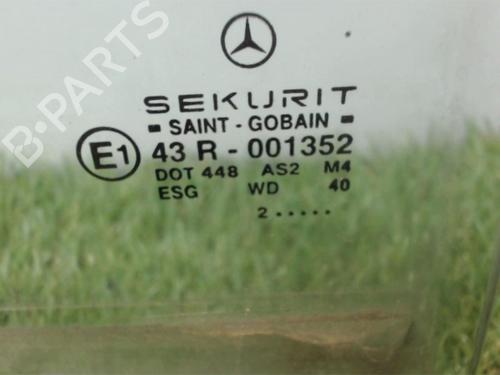 B-PARTS
SEKURIT
SAINT - GOBAIN
E1 43 R - 001352
DOT 448 AS2 M4
ESG WD 40
2 .....